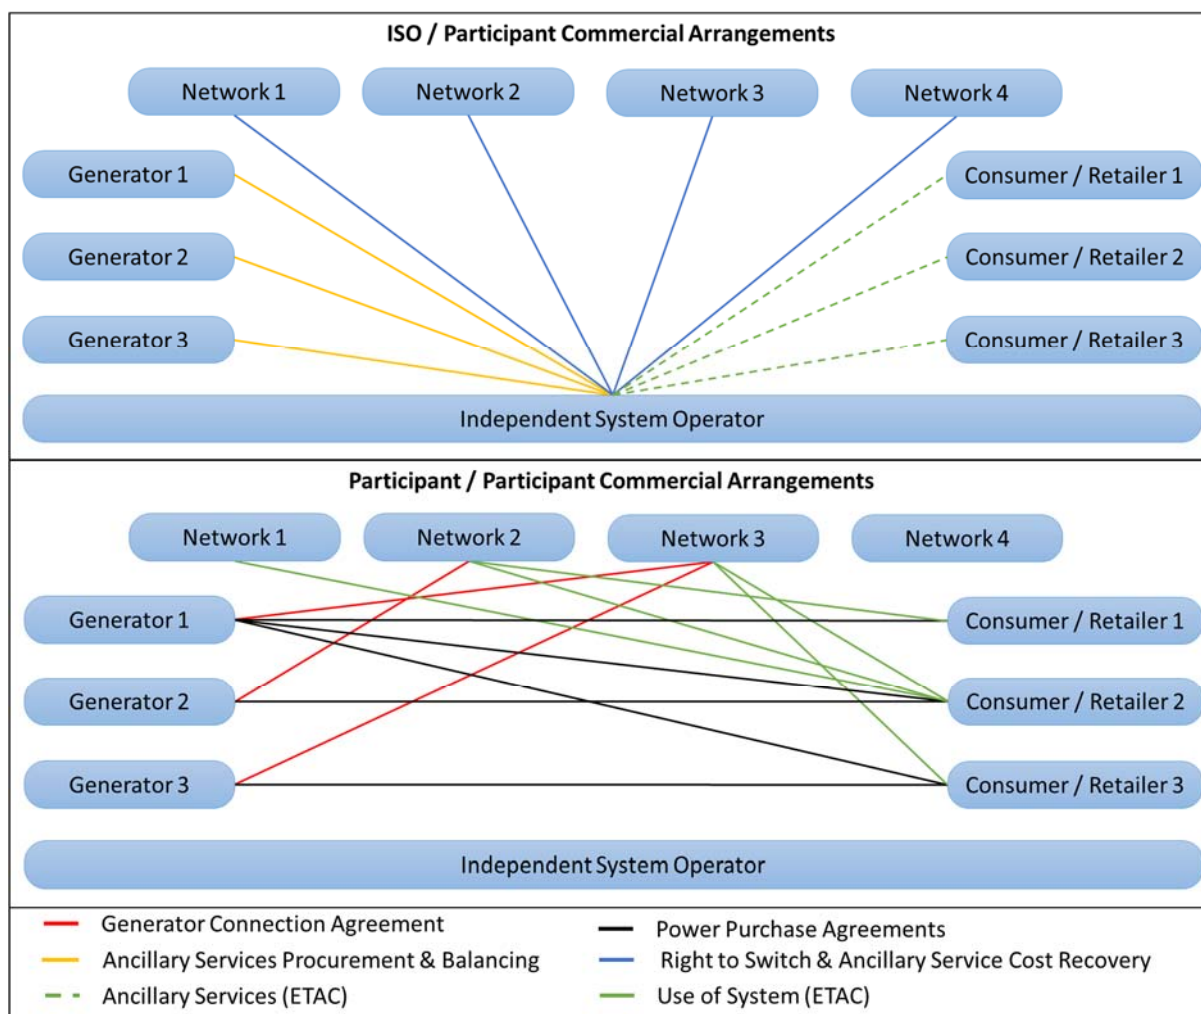 ISO / Participant Commercial Arrangements
Network 1
Network 2
Network 3
Network 4
Generator 1
Consumer / Retailer 1
Generator 2
Consumer / Retailer 2
Generator 3
Consumer / Retailer 3
Independent System Operator
Participant / Participant Commercial Arrangements
Network 1
Network 2
Network 3
Network 4
Generator 1
Consumer / Retailer 1
Generator 2
Consumer / Retailer 2
Generator 3
Consumer / Retailer 3
Independent System Operator
Generator Connection Agreement
Power Purchase Agreements
Ancillary Services Procurement & Balancing
Right to Switch & Ancillary Service Cost Recovery
Ancillary Services (ETAC)
Use of System (ETAC)